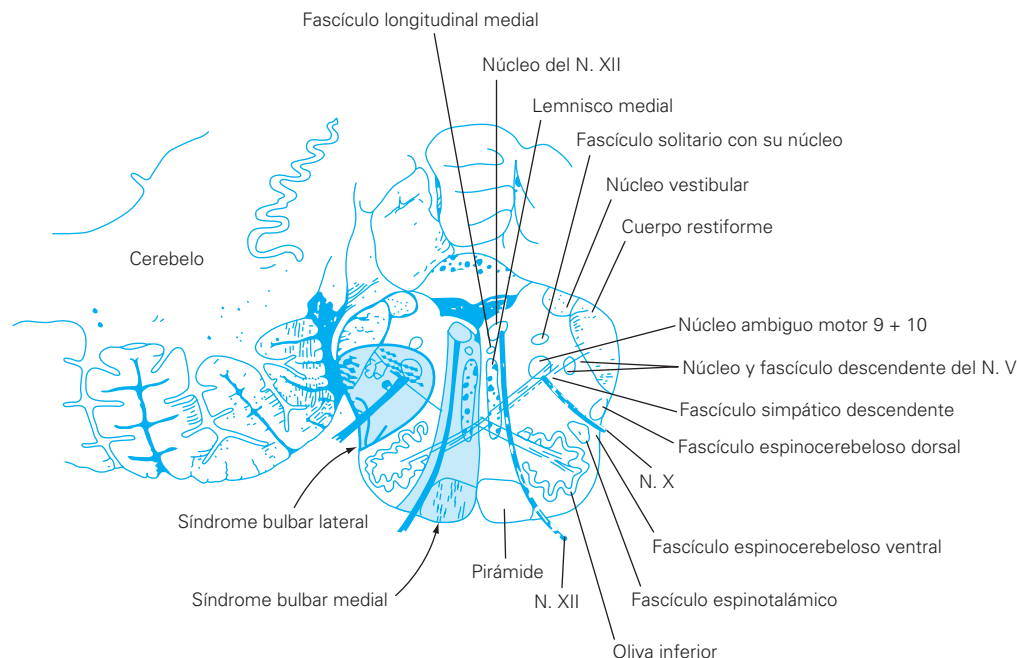 Fascículo longitudinal medial
Núcleo del N. XII
Lemnisco medial
Fascículo solitario con su núcleo
Núcleo vestibular
Cuerpo restiforme
Cerebelo
Núcleo ambiguo motor 9 + 10
Núcleo y fascículo descendente del N. V
Fascículo simpático descendente
Fascículo espinocerebeloso dorsal
N. X
Síndrome bulbar lateral
Fascículo espinocerebeloso ventral
Pirámide
Síndrome bulbar medial
N. XII
Fascículo espinotalámico
Oliva inferior